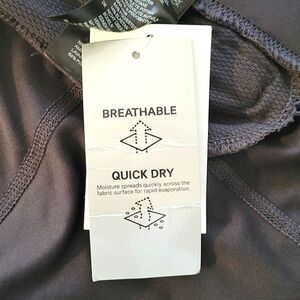 BREATHABLE
QUICK DRY
Moisture spreads quickly across the
fabric surface for rapid evaporation.